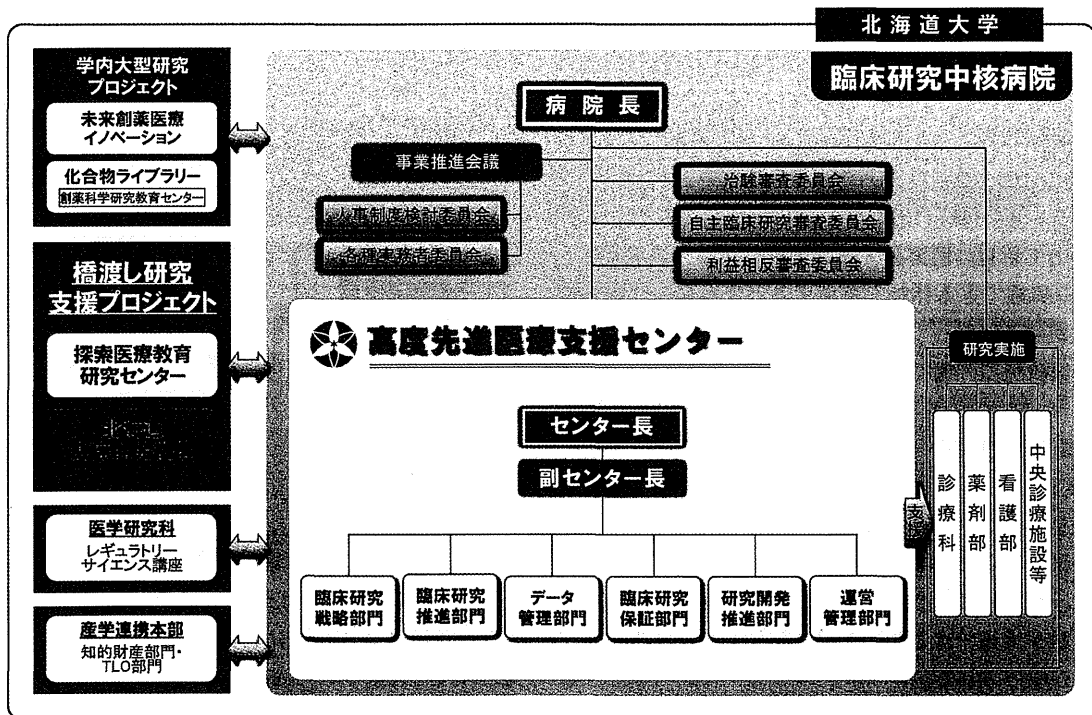 北海道大学
臨床研究中核病院
学内大型研究
プロジェクト
未来創薬医療
イノベーション
化合物ライブラリー
創薬科学研究教育センター
橋渡し研究
支援プロジェクト
探索医療教育
研究センター
医学研究科
レギュラトリー
サイエンス講座
産学連携本部
知的財産部門・
TLO部門
病院長
事業推進会議
人事制度検討委員会
各種実務者委員会
治験審査委員会
自主臨床研究審査委員会
利益相反審査委員会
高度先進医療支援センター
センター長
副センター長
臨床研究
戦略部門
臨床研究
推進部門
データ
管理部門
臨床研究
保証部門
研究開発
推進部門
運営
管理部門
支援
研究実施
診療科
薬剤部
看護部
中央診療施設等